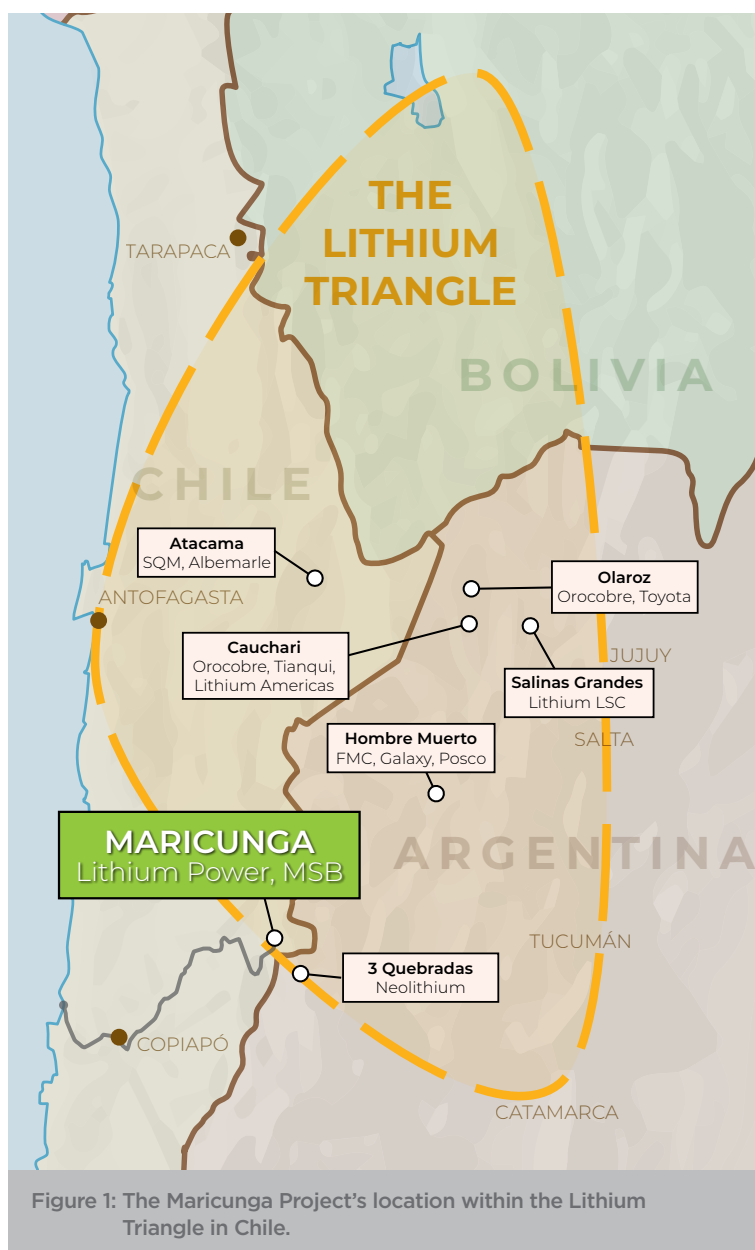 THE
LITHIUM
TRIANGLE
TARAPACA
BOLIVIA
CHILE
Atacama
SQM, Albemarle
Olaroz
Orocobre, Toyota
ANTOFAGASTA
Cauchari
Orocobre, Tianqui,
Lithium Americas
JUJUY
Salinas Grandes
Lithium LSC
SALTA
Hombre Muerto
FMC, Galaxy, Posco
MARICUNGA
Lithium Power, MSB
ARGENTINA
TUCUMÁN
3 Quebradas
Neolithium
COPIAPÓ
CATAMARCA
Figure 1: The Maricunga Project’s location within the Lithium
Triangle in Chile.